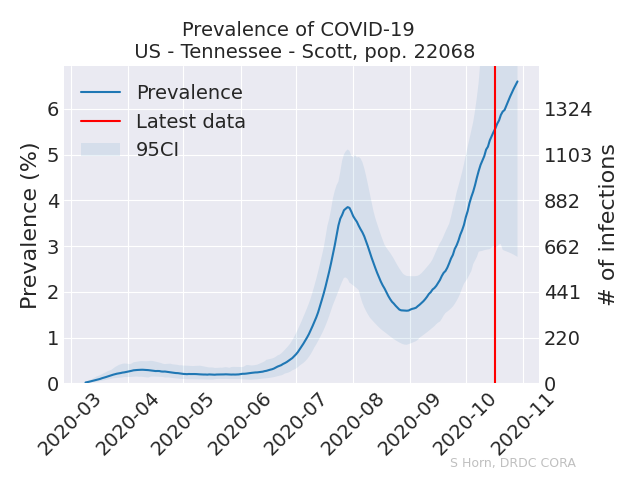 Prevalence of COVID-19
US - Tennessee - Scott, pop. 22068
Prevalence
Latest data
95CI
Prevalence (%)
6
5
4
3
2
1
0
1324
1103
882
662
441
220
0
# of infections
2020-03
2020-04
2020-05
2020-06
2020-07
2020-08
2020-09
2020-10
2020-11
S Horn, DRDC CORA